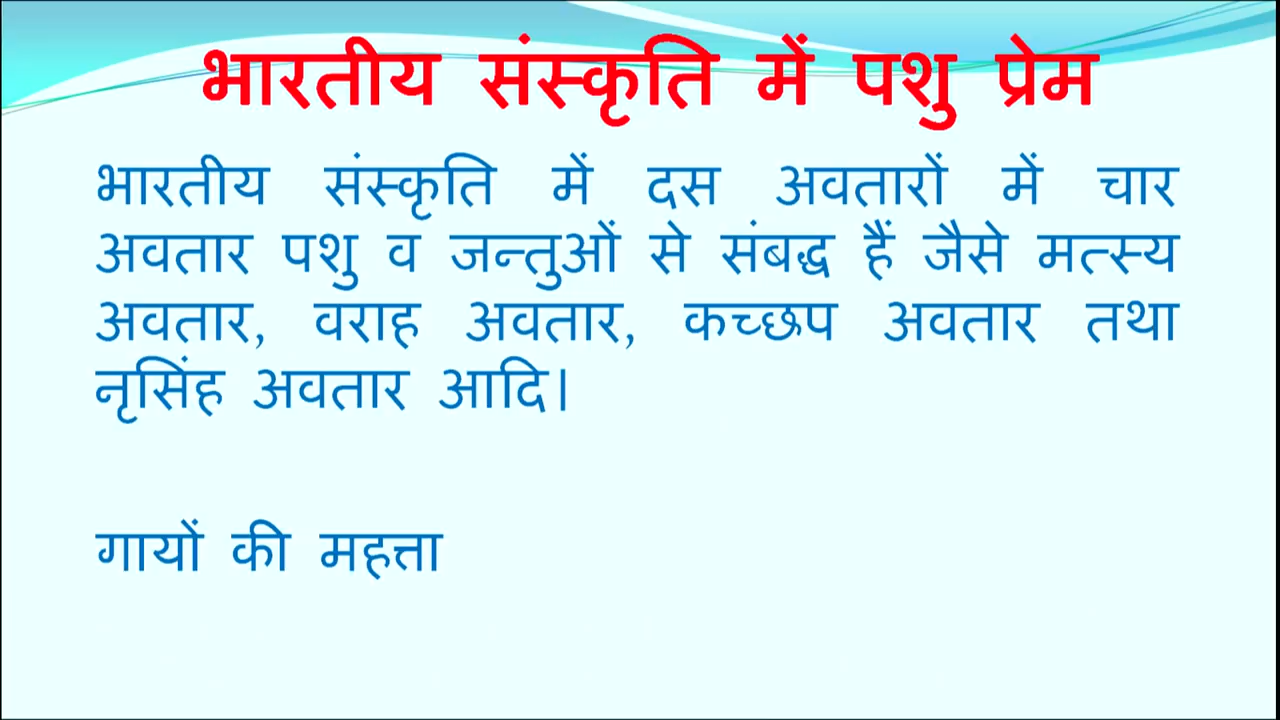 भारतीय संस्कृति में पशु प्रेम
भारतीय संस्कृति में दस अवतारों में चार
अवतार पशु व जन्तुओं से संबद्ध हैं जैसे मत्स्य
अवतार, वराह अवतार, कच्छप अवतार तथा
नृसिंह अवतार आदि।
गायों की महत्ता